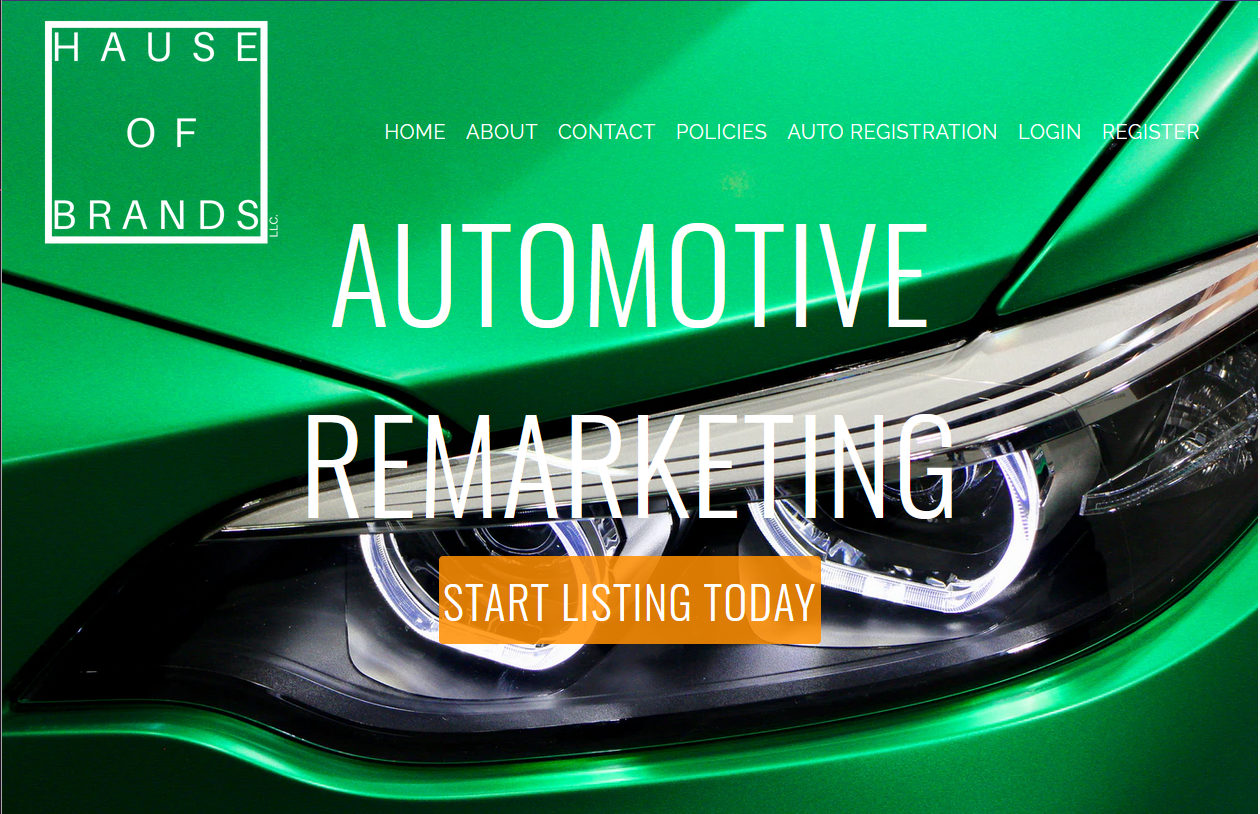 HAUSE
OF
BRANDS
LLC.
HOME ABOUT CONTACT POLICIES AUTO REGISTRATION LOGIN REGISTER
AUTOMOTIVE
REMARKETING
START LISTING TODAY